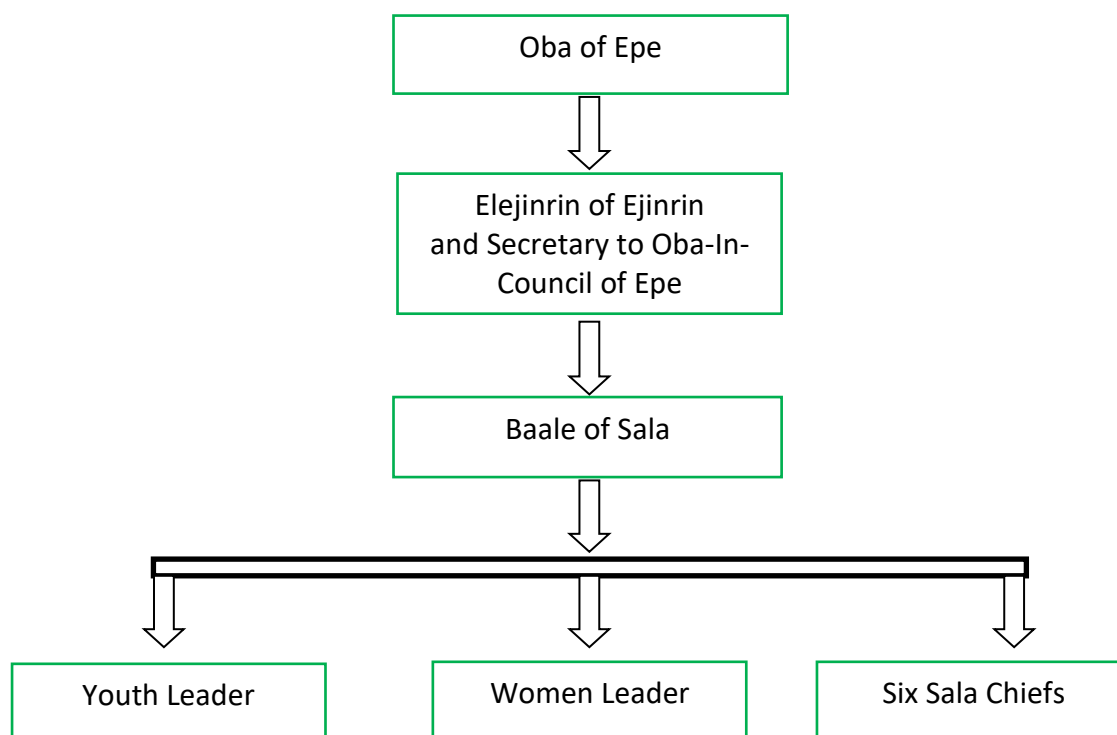 Oba of Epe
Elejinrin of Ejinrin
and Secretary to Oba-In-
Council of Epe
Baale of Sala
Youth Leader
Women Leader
Six Sala Chiefs